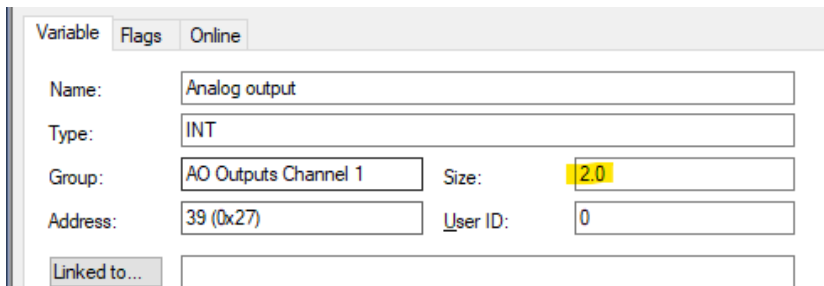 Variable Flags Online
Name: Analog output
Type: INT
Group: AO Outputs Channel 1 Size: 2.0
Address: 39 (0x27) User ID: 0
Linked to...